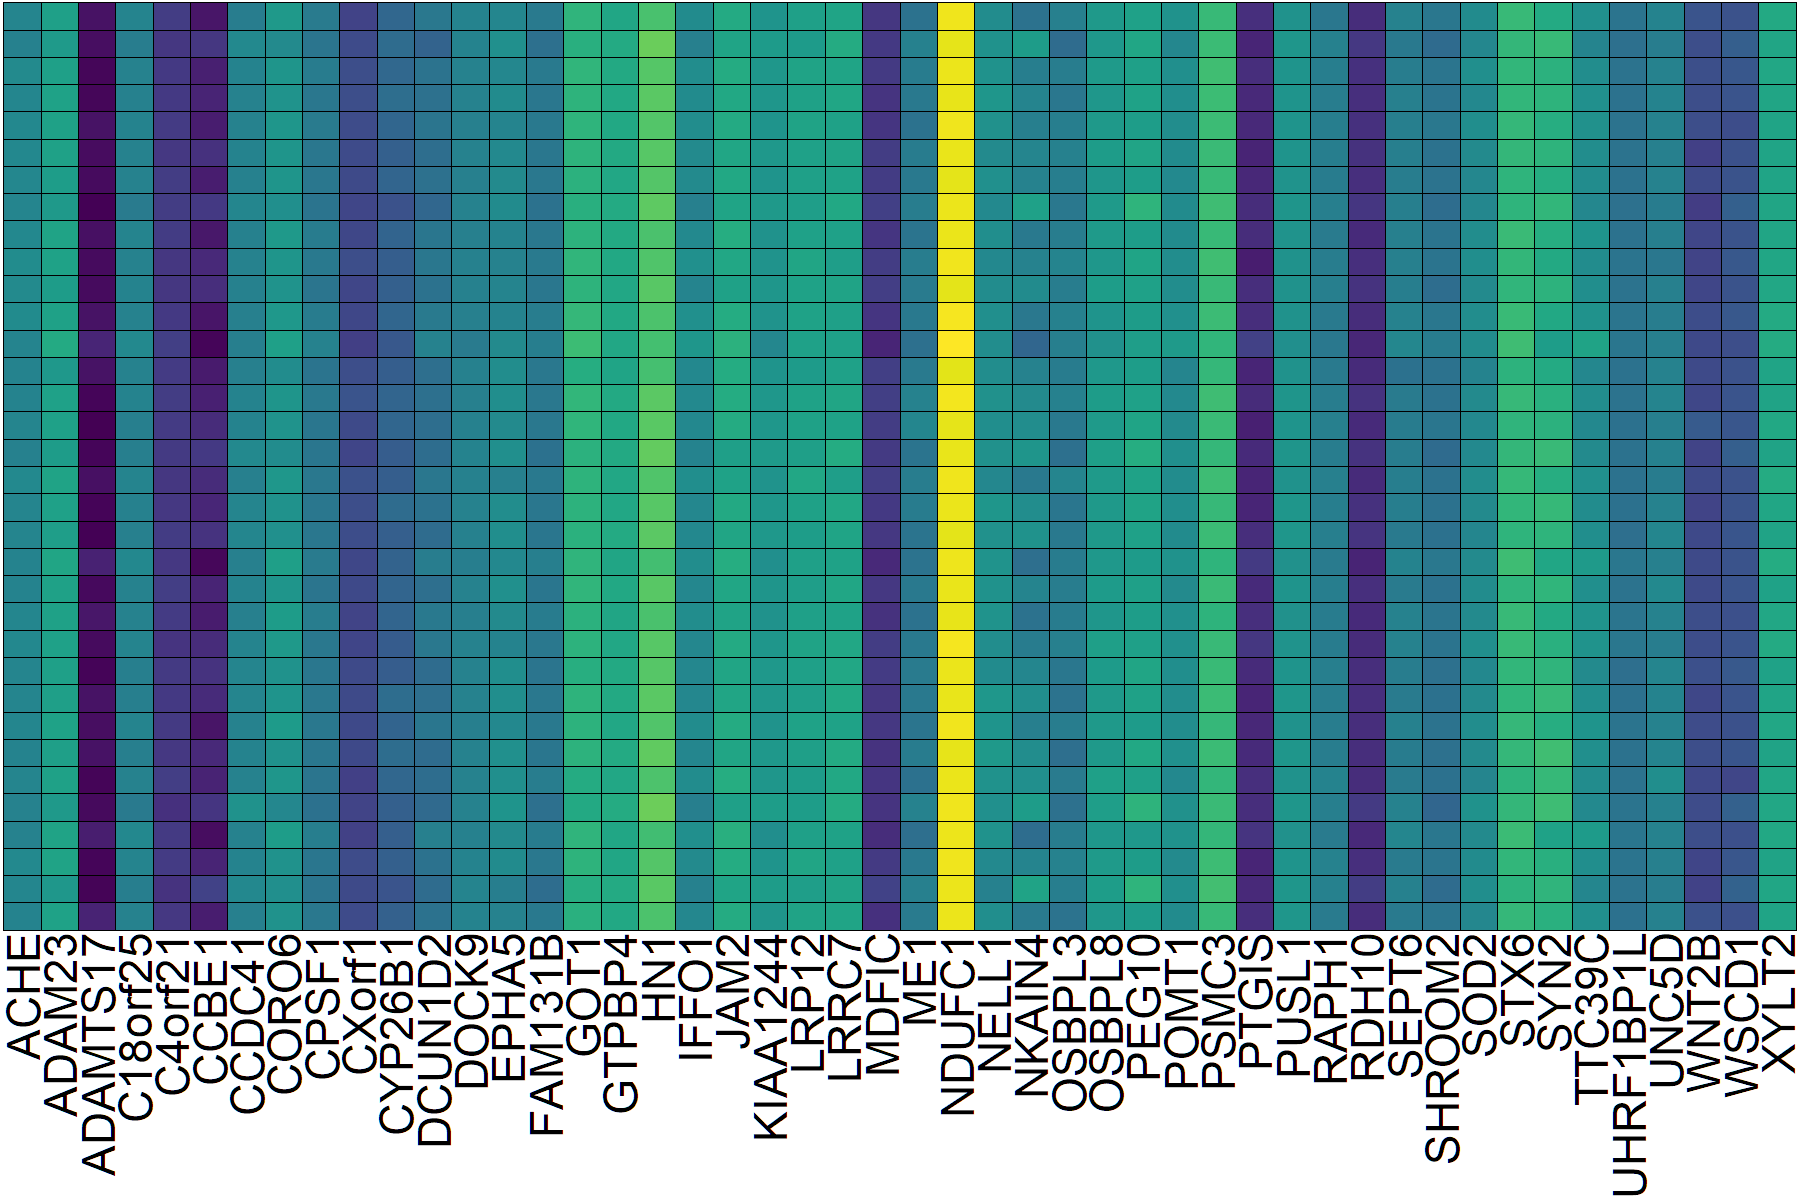 ACHE
ADAM23
ADAMTS17
C18orf25
C4orf21
CCBE1
CCDC41
CORO6
CPSF1
CXorf1
CYP26B1
DCUN1D2
DOCK9
EPHA5
FAM131B
GOT1
GTPBP4
HN1
IFFO1
JAM2
KIAA1244
LRP12
LRRC7
MDFIC
ME1
NDUFC1
NELL1
NKAIN4
OSBPL3
OSBPL8
PEG10
POMT1
PSMC3
PTGIS
PUSL1
RAPH1
RDH10
SEPT6
SHROOM2
SOD2
STX6
SYN2
TTC39C
UHRF1BP1L
UNC5D
WNT2B
WSCD1
XYLT2